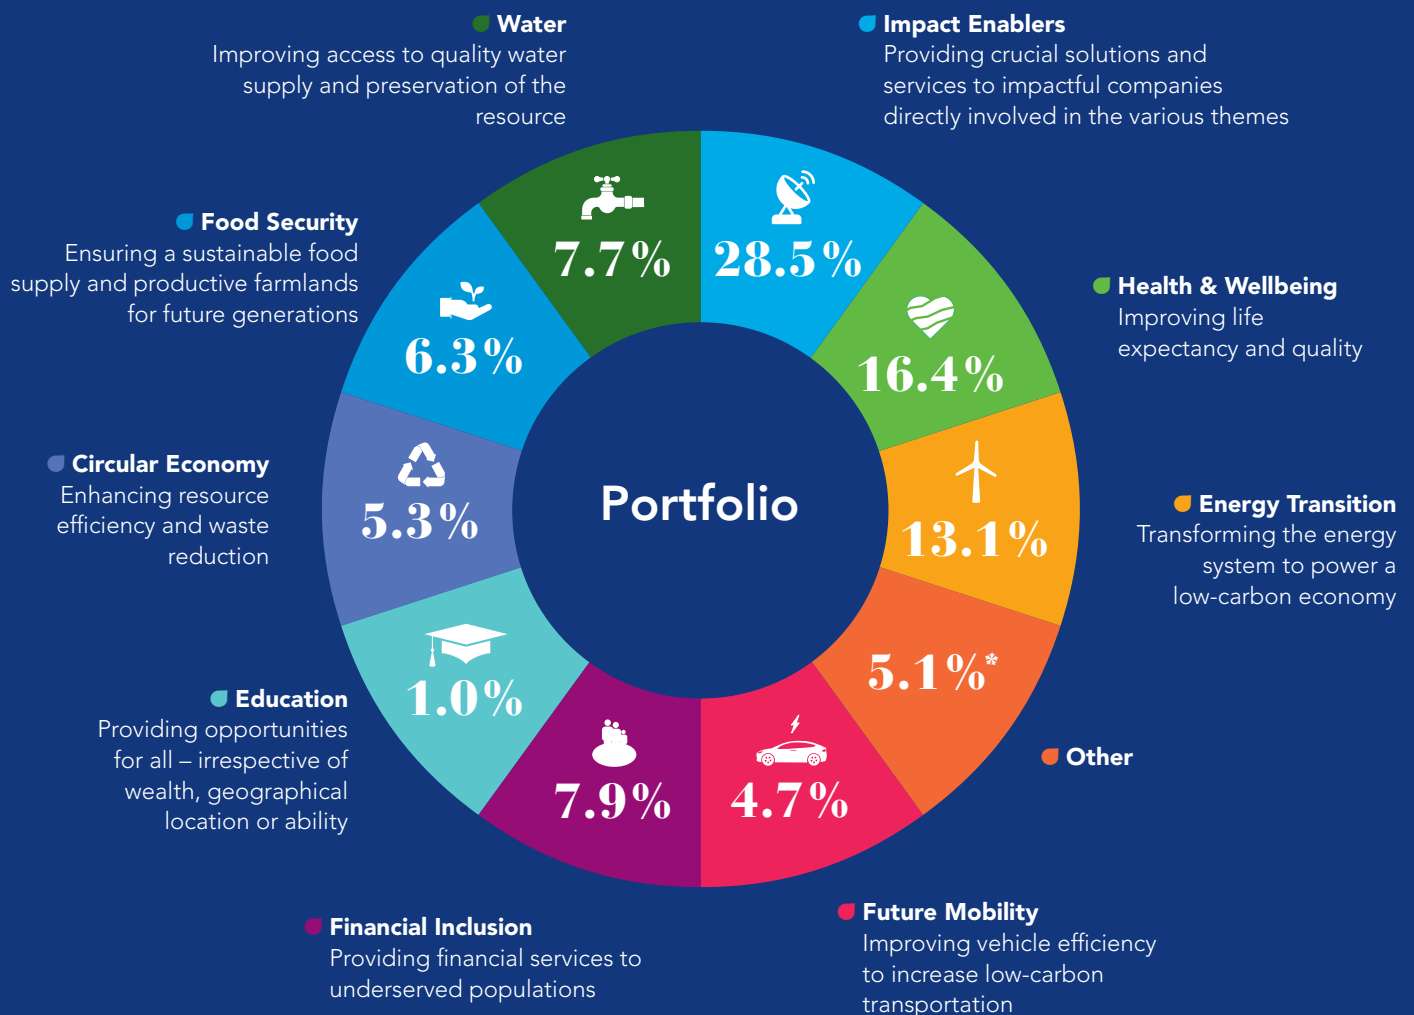 Water
Improving access to quality water
supply and preservation of the
resource
Impact Enablers
Providing crucial solutions and
services to impactful companies
directly involved in the various themes
Food Security
Ensuring a sustainable food
supply and productive farmlands
for future generations
Health & Wellbeing
Improving life
expectancy and quality
Circular Economy
Enhancing resource
efficiency and waste
reduction
Energy Transition
Transforming the energy
system to power a
low-carbon economy
Education
Providing opportunities
for all – irrespective of
wealth, geographical
location or ability
Other
Financial Inclusion
Providing financial services to
underserved populations
Future Mobility
Improving vehicle efficiency
to increase low-carbon
transportation
Portfolio
7.7%
28.5%
16.4%
13.1%
5.1%*
4.7%
7.9%
1.0%
5.3%
6.3%